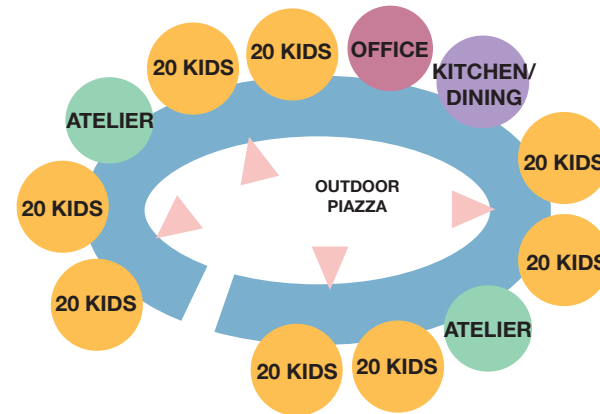 OFFICE
20 KIDS
20 KIDS
KITCHEN/
DINING
ATELIER
20 KIDS
OUTDOOR
PIAZZA
20 KIDS
20 KIDS
20 KIDS
ATELIER
20 KIDS
20 KIDS